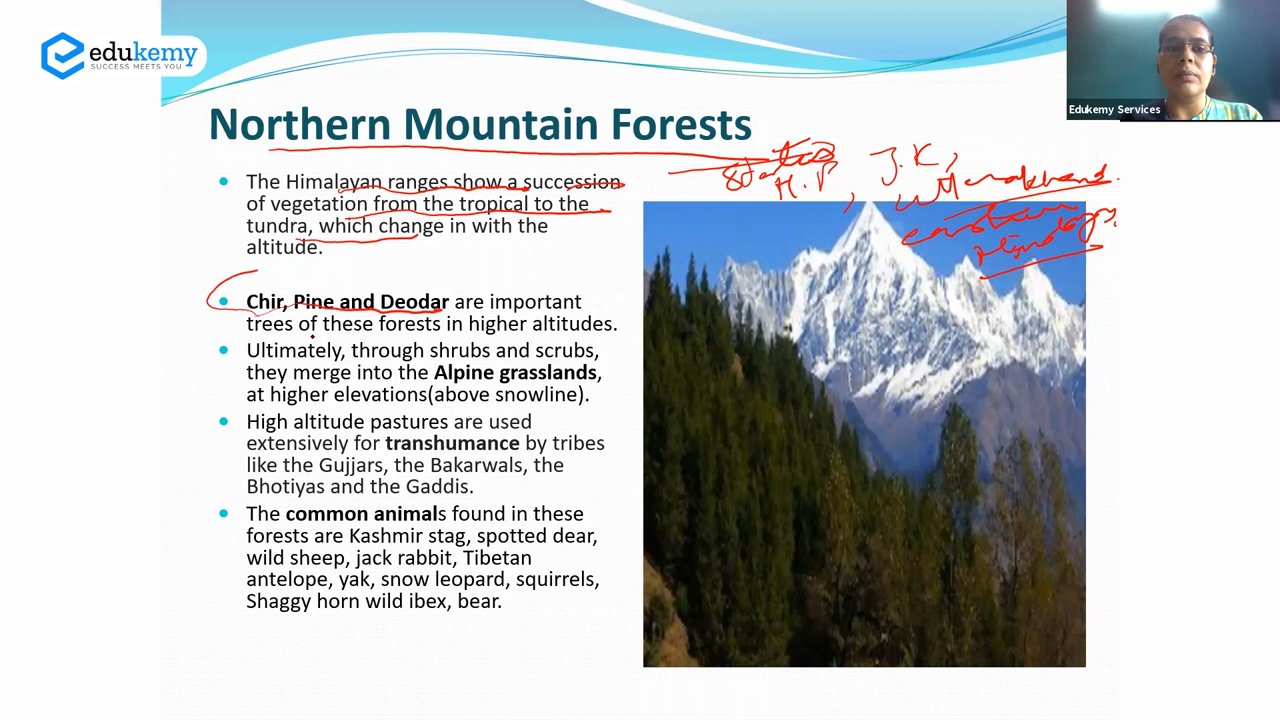 edukemy
SUCCESS MEETS YOU
Edukemy Services
Northern Mountain Forests
States
H.P, J.K,
Uttarakhand
eastern
Himalayas
The Himalayan ranges show a succession
of vegetation from the tropical to the
tundra, which change in with the
altitude.
Chir, Pine and Deodar are important
trees of these forests in higher altitudes.
Ultimately, through shrubs and scrubs,
they merge into the Alpine grasslands,
at higher elevations(above snowline).
High altitude pastures are used
extensively for transhumance by tribes
like the Gujjars, the Bakarwals, the
Bhotiyas and the Gaddis.
The common animals found in these
forests are Kashmir stag, spotted dear,
wild sheep, jack rabbit, Tibetan
antelope, yak, snow leopard, squirrels,
Shaggy horn wild ibex, bear.